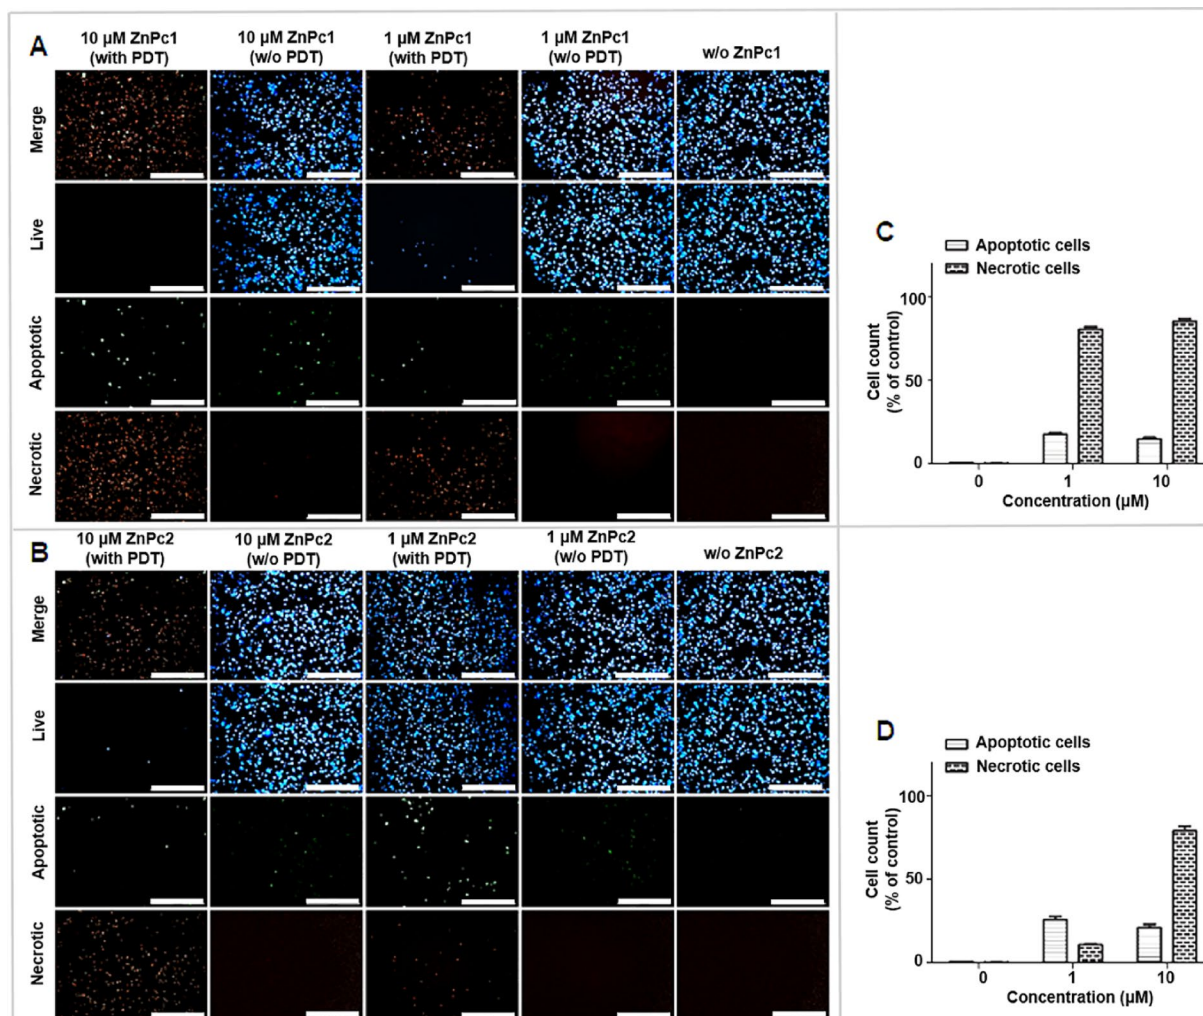 A
10 µM ZnPc1
(with PDT)
10 µM ZnPc1
(w/o PDT)
1 µM ZnPc1
(with PDT)
1 µM ZnPc1
(w/o PDT)
w/o ZnPc1
Merge
Live
Apoptotic
Necrotic
C
Apoptotic cells
Necrotic cells
Cell count
(% of control)
100
50
0
0
1
10
Concentration (µM)
B
10 µM ZnPc2
(with PDT)
10 µM ZnPc2
(w/o PDT)
1 µM ZnPc2
(with PDT)
1 µM ZnPc2
(w/o PDT)
w/o ZnPc2
Merge
Live
Apoptotic
Necrotic
D
Apoptotic cells
Necrotic cells
Cell count
(% of control)
100
50
0
0
1
10
Concentration (µM)